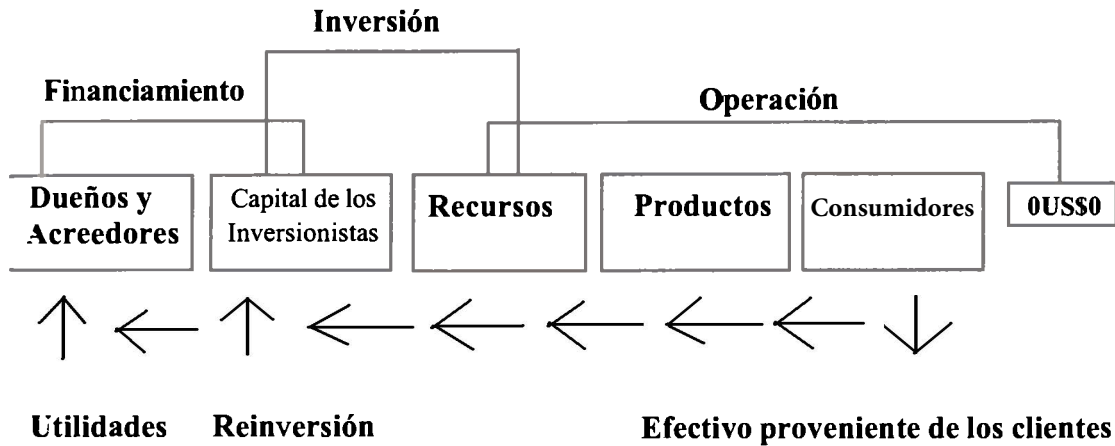 Inversión
Financiamiento
Operación
Dueños y
Acreedores
Capital de los
Inversionistas
Recursos
Productos
Consumidores
0US$0
Utilidades
Reinversión
Efectivo proveniente de los clientes